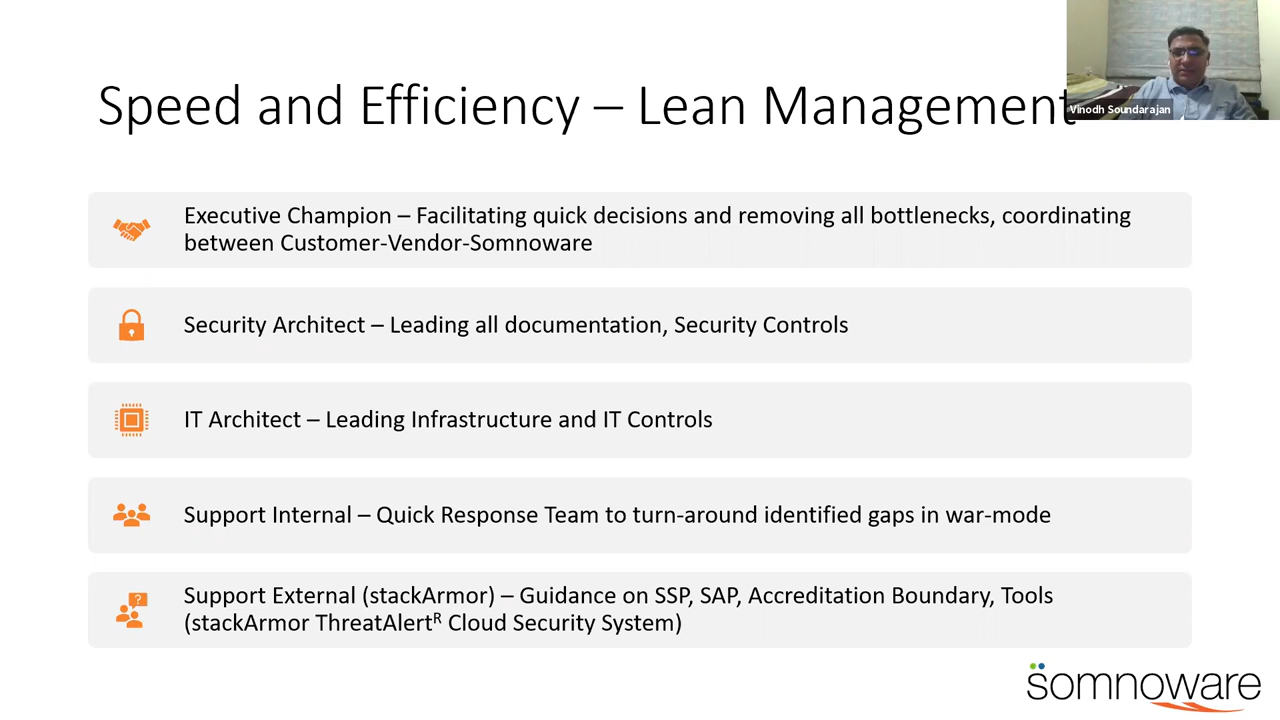 Speed and Efficiency – Lean Management
Vinodh Soundarajan
Executive Champion – Facilitating quick decisions and removing all bottlenecks, coordinating
between Customer-Vendor-Somnoware
Security Architect – Leading all documentation, Security Controls
IT Architect – Leading Infrastructure and IT Controls
Support Internal – Quick Response Team to turn-around identified gaps in war-mode
?
Support External (stackArmor) – Guidance on SSP, SAP, Accreditation Boundary, Tools
(stackArmor ThreatAlertᴿ Cloud Security System)
somnoware